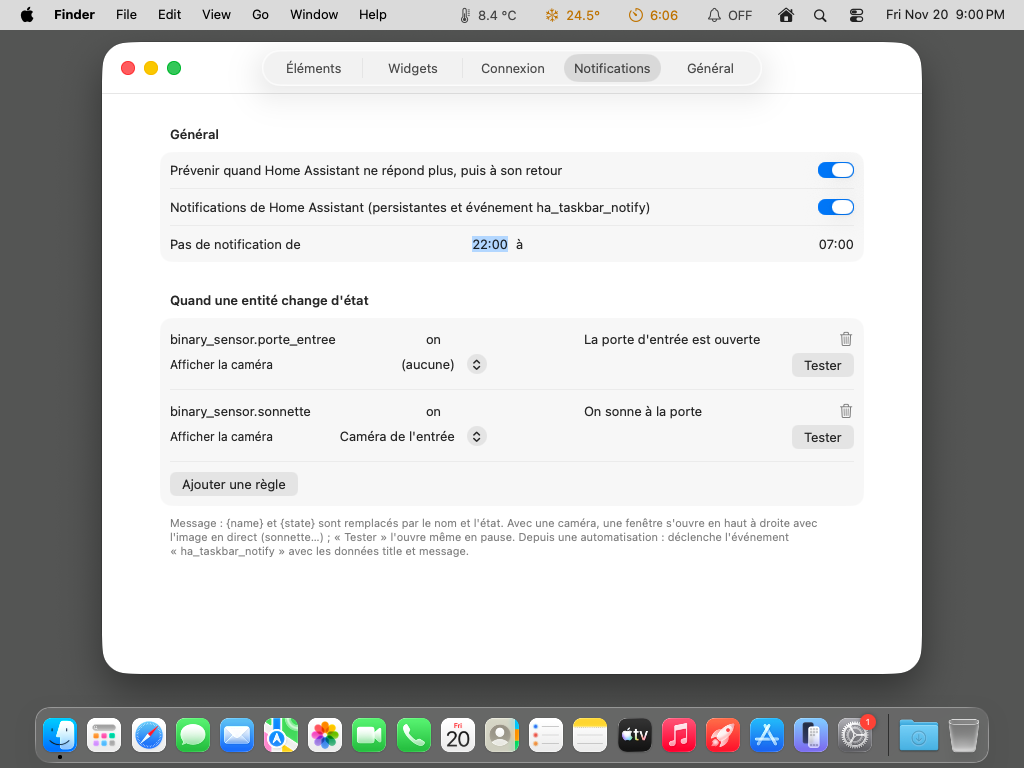 Finder File Edit View Go Window Help 8.4 °C 24.5° 6:06 OFF Fri Nov 20 9:00 PM
Éléments Widgets Connexion Notifications Général
Général
Prévenir quand Home Assistant ne répond plus, puis à son retour
Notifications de Home Assistant (persistantes et événement ha_taskbar_notify)
Pas de notification de 22:00 à 07:00
Quand une entité change d'état
binary_sensor.porte_entree on La porte d'entrée est ouverte
Afficher la caméra (aucune) Tester
binary_sensor.sonnette on On sonne à la porte
Afficher la caméra Caméra de l'entrée Tester
Ajouter une règle
Message : {name} et {state} sont remplacés par le nom et l'état. Avec une caméra, une fenêtre s'ouvre en haut à droite avec
l'image en direct (sonnette…) ; « Tester » l'ouvre même en pause. Depuis une automatisation : déclenche l'événement
« ha_taskbar_notify » avec les données title et message.
Fri
20
tv
1